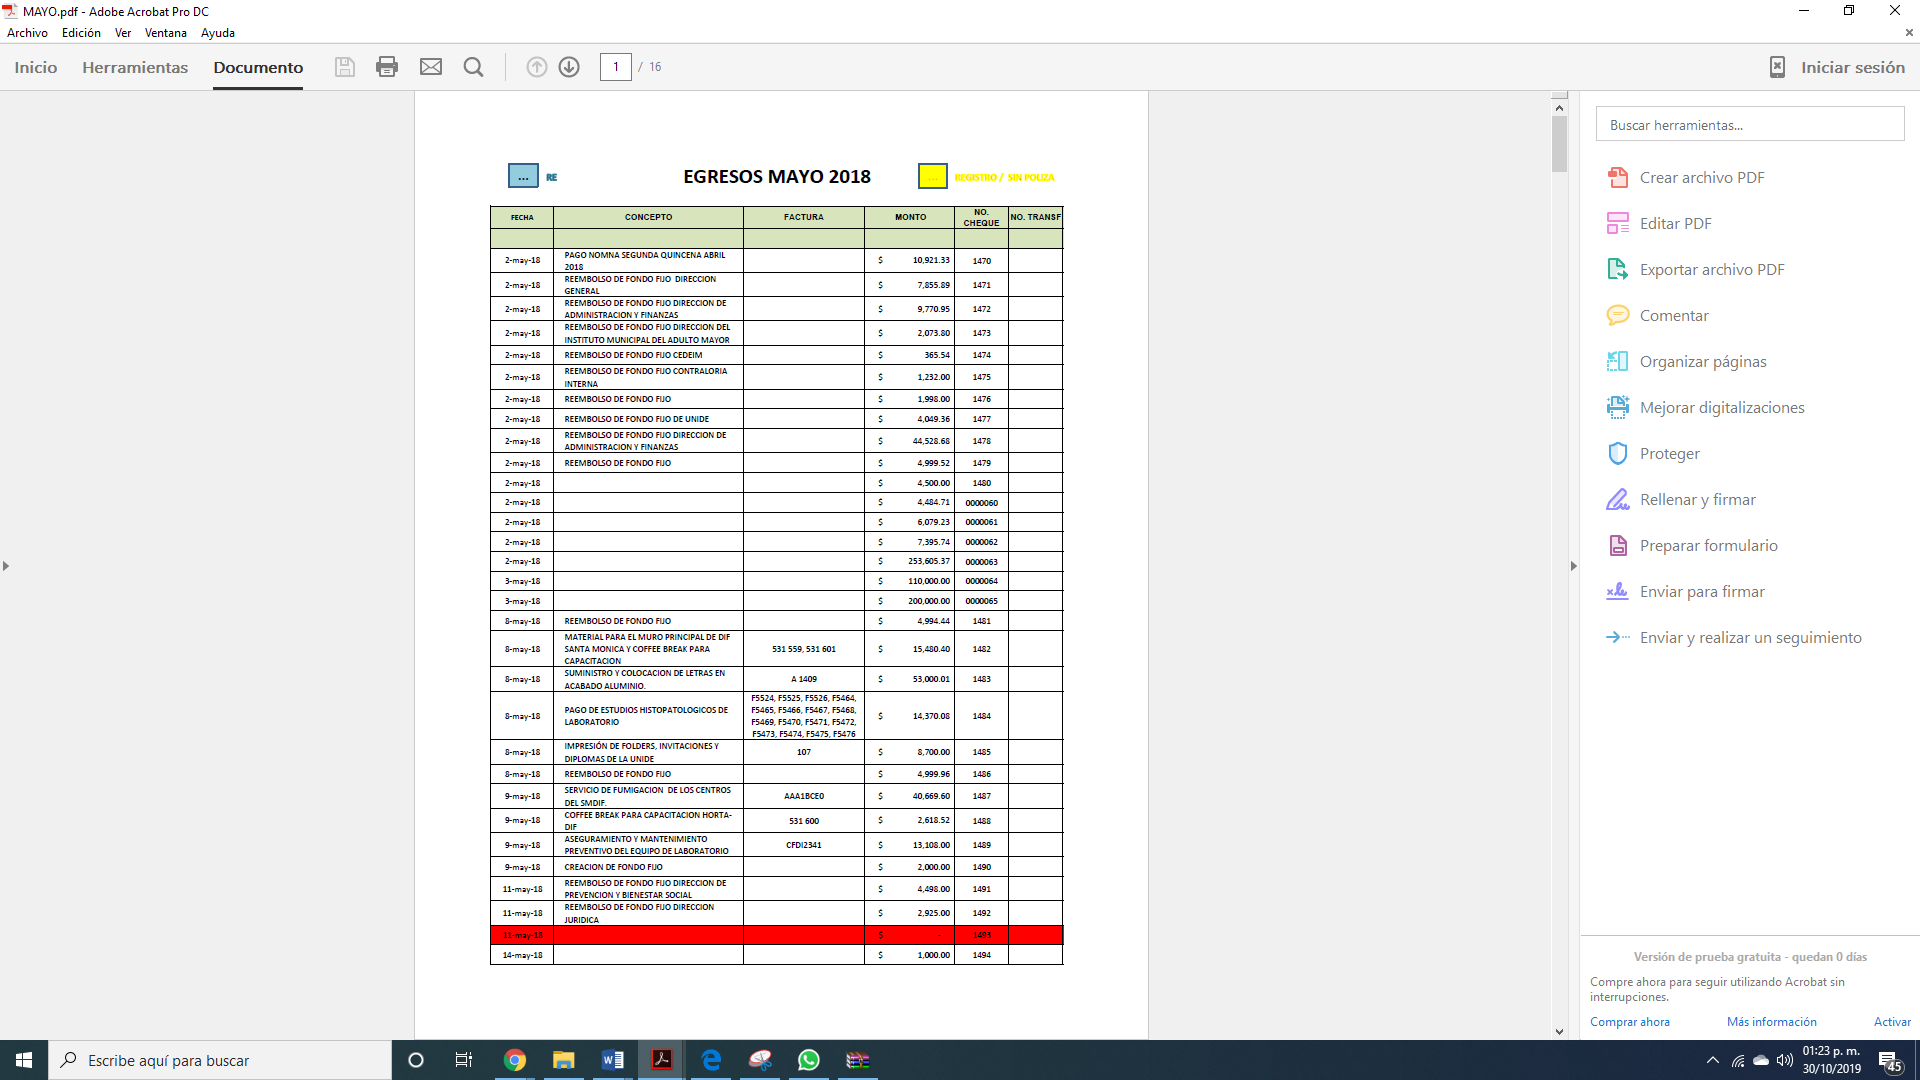 MAYO.pdf - Adobe Acrobat Pro DC
Archivo Edición Ver Ventana Ayuda
Inicio Herramientas Documento 1 / 16 Iniciar sesión
... RE EGRESOS MAYO 2018 ... REGISTRO / SIN POLIZA
FECHA CONCEPTO FACTURA MONTO NO. CHEQUE NO. TRANSF
2-may-18 PAGO NOMNA SEGUNDA QUINCENA ABRIL 2018 $ 10,921.33 1470
2-may-18 REEMBOLSO DE FONDO FIJO DIRECCION GENERAL $ 7,855.89 1471
2-may-18 REEMBOLSO DE FONDO FIJO DIRECCION DE ADMINISTRACION Y FINANZAS $ 9,770.95 1472
2-may-18 REEMBOLSO DE FONDO FIJO DIRECCION DEL INSTITUTO MUNICIPAL DEL ADULTO MAYOR $ 2,073.80 1473
2-may-18 REEMBOLSO DE FONDO FIJO CEDEIM $ 365.54 1474
2-may-18 REEMBOLSO DE FONDO FIJO CONTRALORIA INTERNA $ 1,232.00 1475
2-may-18 REEMBOLSO DE FONDO FIJO $ 1,998.00 1476
2-may-18 REEMBOLSO DE FONDO FIJO DE UNIDE $ 4,049.36 1477
2-may-18 REEMBOLSO DE FONDO FIJO DIRECCION DE ADMINISTRACION Y FINANZAS $ 44,528.68 1478
2-may-18 REEMBOLSO DE FONDO FIJO $ 4,999.52 1479
2-may-18 $ 4,500.00 1480
2-may-18 $ 4,484.71 0000060
2-may-18 $ 6,079.23 0000061
2-may-18 $ 7,395.74 0000062
2-may-18 $ 253,605.37 0000063
3-may-18 $ 110,000.00 0000064
3-may-18 $ 200,000.00 0000065
8-may-18 REEMBOLSO DE FONDO FIJO $ 4,994.44 1481
8-may-18 MATERIAL PARA EL MURO PRINCIPAL DE DIF SANTA MONICA Y COFFEE BREAK PARA CAPACITACION 531 559, 531 601 $ 15,480.40 1482
8-may-18 SUMINISTRO Y COLOCACION DE LETRAS EN ACABADO ALUMINIO. A 1409 $ 53,000.01 1483
8-may-18 PAGO DE ESTUDIOS HISTOPATOLOGICOS DE LABORATORIO F5524, F5525, F5526, F5464, F5465, F5466, F5467, F5468, F5469, F5470, F5471, F5472, F5473, F5474, F5475, F5476 $ 14,370.08 1484
8-may-18 IMPRESIÓN DE FOLDERS, INVITACIONES Y DIPLOMAS DE LA UNIDE 107 $ 8,700.00 1485
8-may-18 REEMBOLSO DE FONDO FIJO $ 4,999.96 1486
9-may-18 SERVICIO DE FUMIGACION DE LOS CENTROS DEL SMDIF. AAA1BCE0 $ 40,669.60 1487
9-may-18 COFFEE BREAK PARA CAPACITACION HORTA-DIF 531 600 $ 2,618.52 1488
9-may-18 ASEGURAMIENTO Y MANTENIMIENTO PREVENTIVO DEL EQUIPO DE LABORATORIO CFDI2341 $ 13,108.00 1489
9-may-18 CREACION DE FONDO FIJO $ 2,000.00 1490
11-may-18 REEMBOLSO DE FONDO FIJO DIRECCION DE PREVENCION Y BIENESTAR SOCIAL $ 4,498.00 1491
11-may-18 REEMBOLSO DE FONDO FIJO DIRECCION JURIDICA $ 2,925.00 1492
11-may-18 $ - 1493
14-may-18 $ 1,000.00 1494
Buscar herramientas...
Crear archivo PDF
Editar PDF
Exportar archivo PDF
Comentar
Organizar páginas
Mejorar digitalizaciones
Proteger
Rellenar y firmar
Preparar formulario
Enviar para firmar
Enviar y realizar un seguimiento
Versión de prueba gratuita - quedan 0 días
Compre ahora para seguir utilizando Acrobat sin
interrupciones.
Comprar ahora Más información Activar
Escribe aquí para buscar
01:23 p. m.
30/10/2019
45